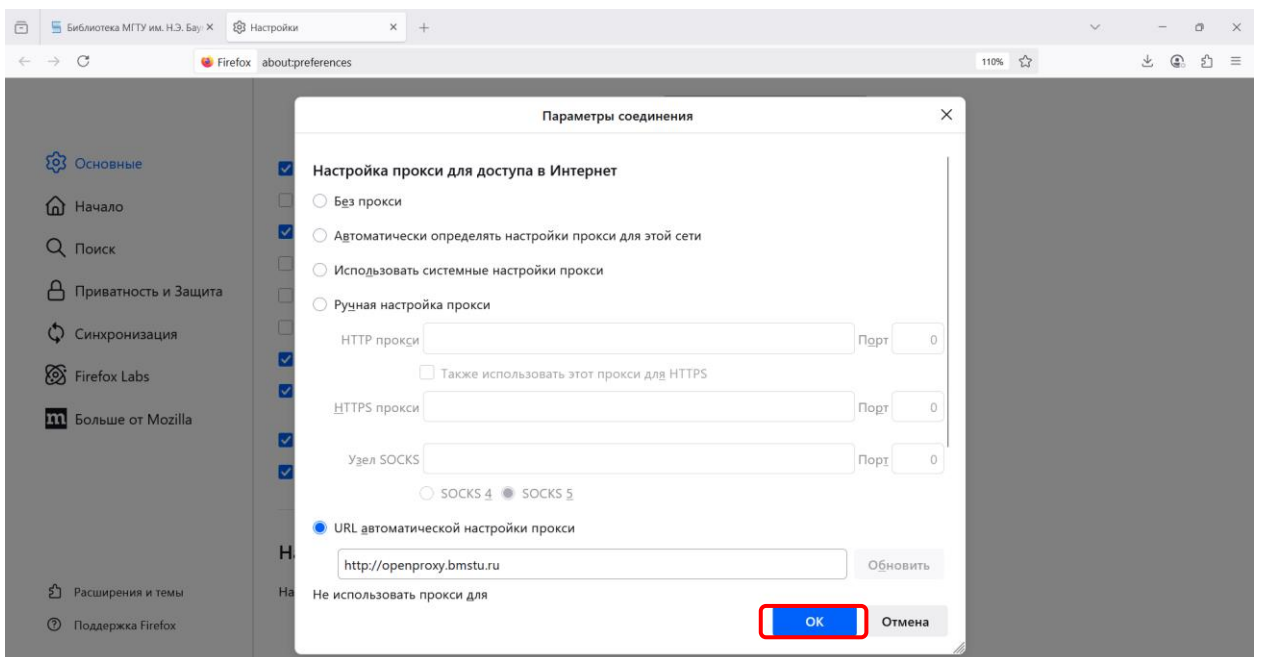 Библиотека МГТУ им. Н.Э. Бау
Настройки
Firefox about:preferences 110%
Параметры соединения
Основные
Начало
Поиск
Приватность и Защита
Синхронизация
Firefox Labs
Больше от Mozilla
Расширения и темы
Поддержка Firefox
Настройка прокси для доступа в Интернет
Без прокси
Автоматически определять настройки прокси для этой сети
Использовать системные настройки прокси
Ручная настройка прокси
HTTP прокси Порт 0
Также использовать этот прокси для HTTPS
HTTPS прокси Порт 0
Узел SOCKS Порт 0
SOCKS 4 SOCKS 5
URL автоматической настройки прокси
http://openproxy.bmstu.ru Обновить
Не использовать прокси для
ОК Отмена
Н
На